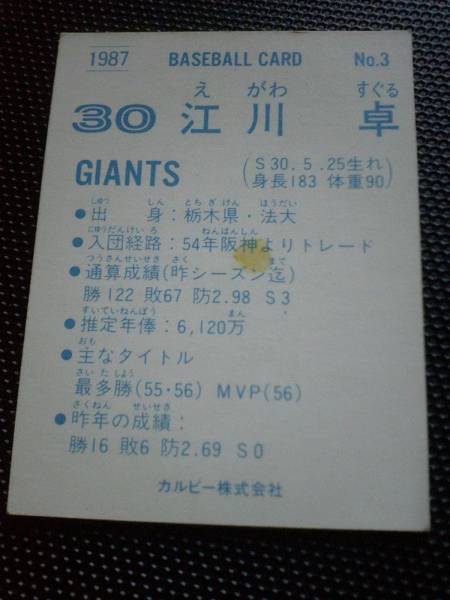 1987 BASEBALL CARD No.3
えがわ すぐる
30 江川 卓
GIANTS
(S30.5.25生れ
身長183 体重90)
しゅっ しん とちぎけん ほうだい
●出 身:栃木県・法大
にゅうだんけいろ ねんはんしん
●入団経路:54年阪神よりトレード
つうさんせいせき さく まで
●通算成績(昨シーズン迄)
勝122 敗67 防2.98 S3
すいていねんぽう まん
●推定年俸:6,120万
おも
●主なタイトル
さいたしょう
最多勝(55・56) MVP(56)
さくねん せいせき
●昨年の成績:
勝16 敗6 防2.69 S0
カルビー株式会社